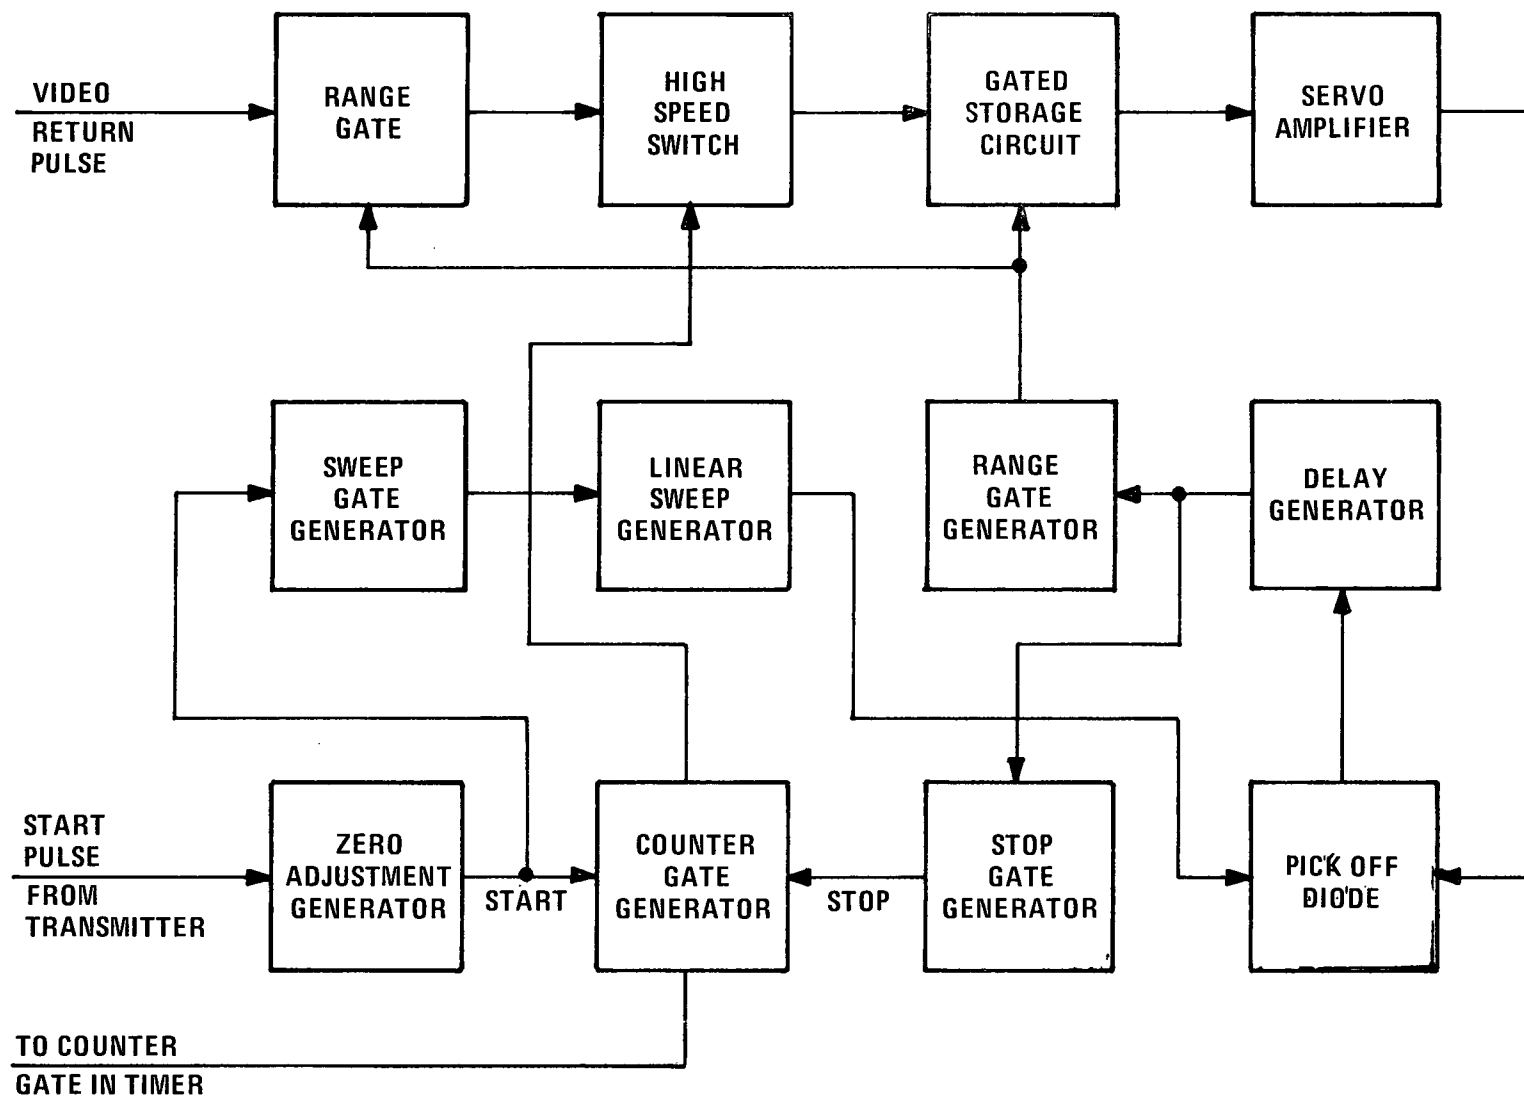 VIDEO
RETURN
PULSE
RANGE
GATE
HIGH
SPEED
SWITCH
GATED
STORAGE
CIRCUIT
SERVO
AMPLIFIER
SWEEP
GATE
GENERATOR
LINEAR
SWEEP
GENERATOR
RANGE
GATE
GENERATOR
DELAY
GENERATOR
START
PULSE
FROM
TRANSMITTER
ZERO
ADJUSTMENT
GENERATOR
START
COUNTER
GATE
GENERATOR
STOP
STOP
GATE
GENERATOR
PICK OFF
DIODE
TO COUNTER
GATE IN TIMER